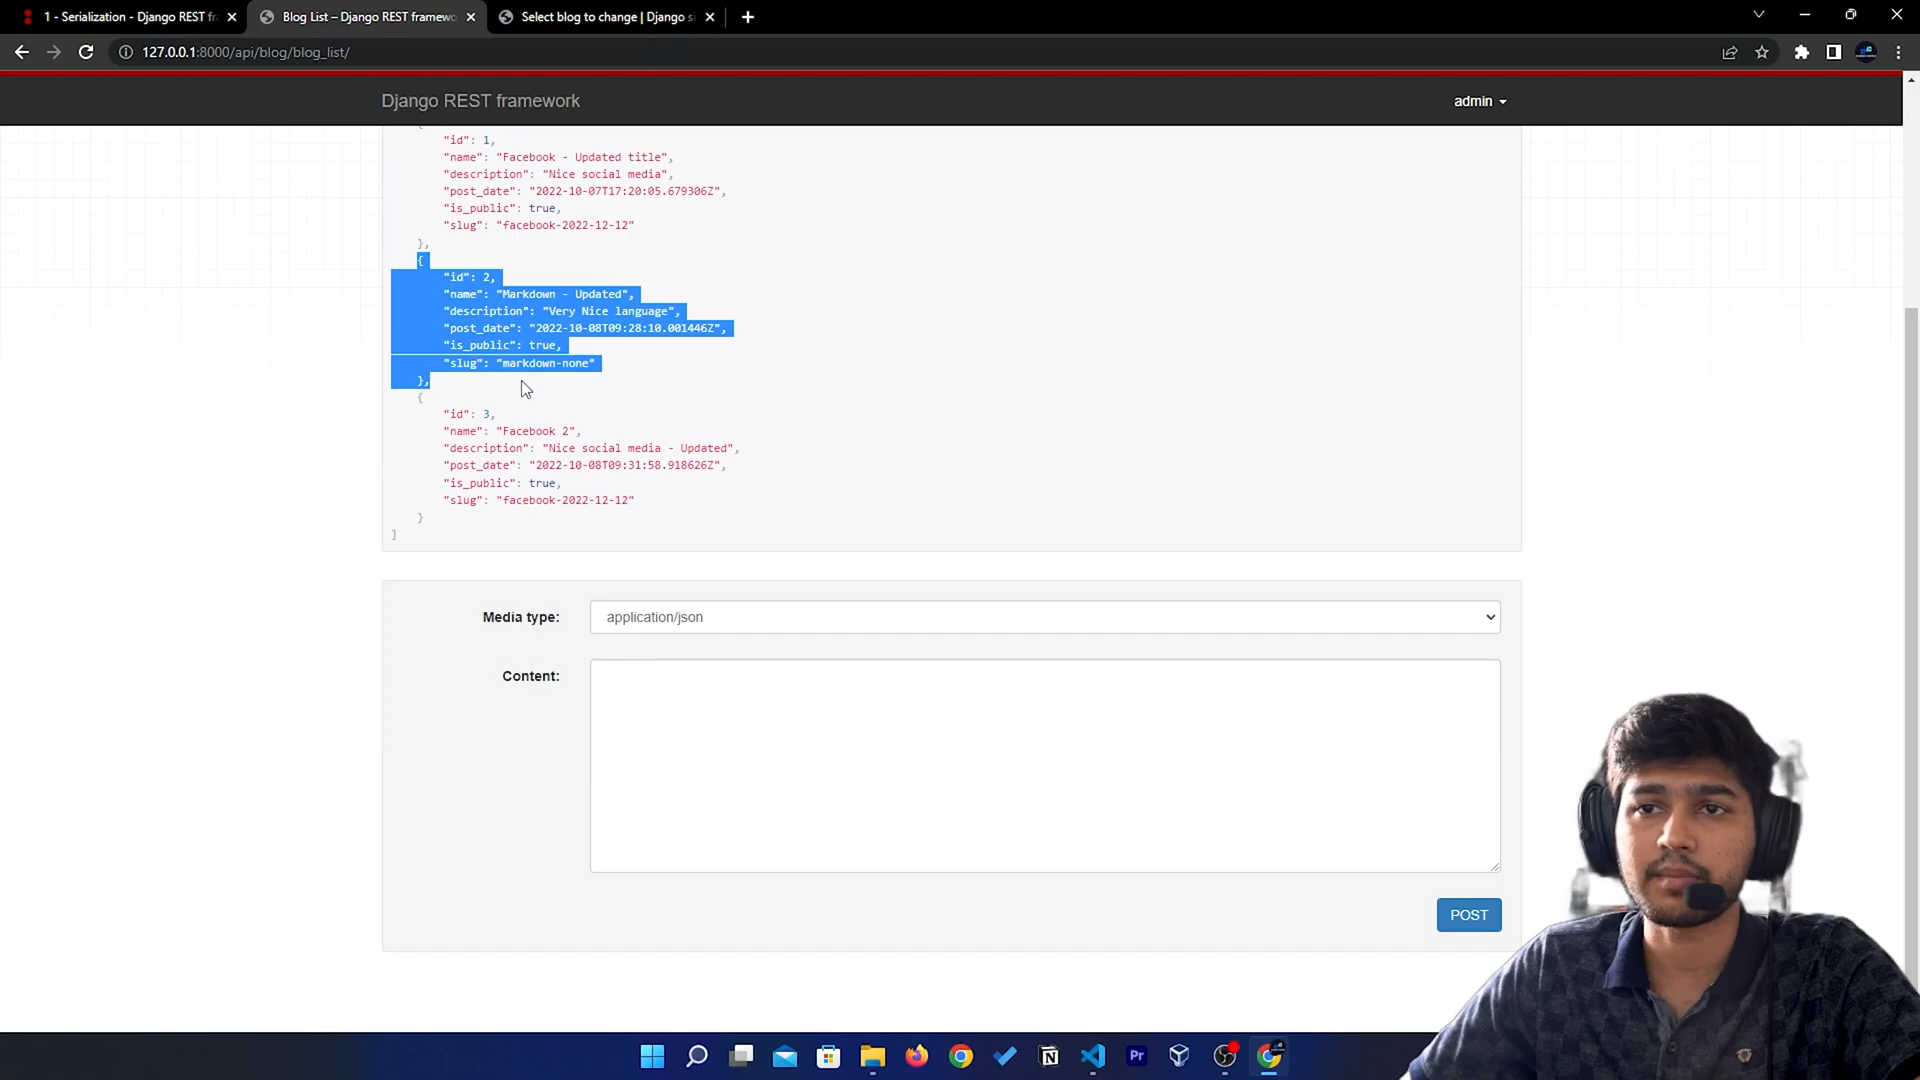 1 - Serialization - Django REST fr
Blog List – Django REST framewo
Select blog to change | Django si
127.0.0.1:8000/api/blog/blog_list/
Django REST framework
admin
{
"id": 1,
"name": "Facebook - Updated title",
"description": "Nice social media",
"post_date": "2022-10-07T17:20:05.679306Z",
"is_public": true,
"slug": "facebook-2022-12-12"
},
{
"id": 2,
"name": "Markdown - Updated",
"description": "Very Nice language",
"post_date": "2022-10-08T09:28:10.001446Z",
"is_public": true,
"slug": "markdown-none"
},
{
"id": 3,
"name": "Facebook 2",
"description": "Nice social media - Updated",
"post_date": "2022-10-08T09:31:58.918626Z",
"is_public": true,
"slug": "facebook-2022-12-12"
}
]
Media type:
application/json
Content:
POST
N
Pr